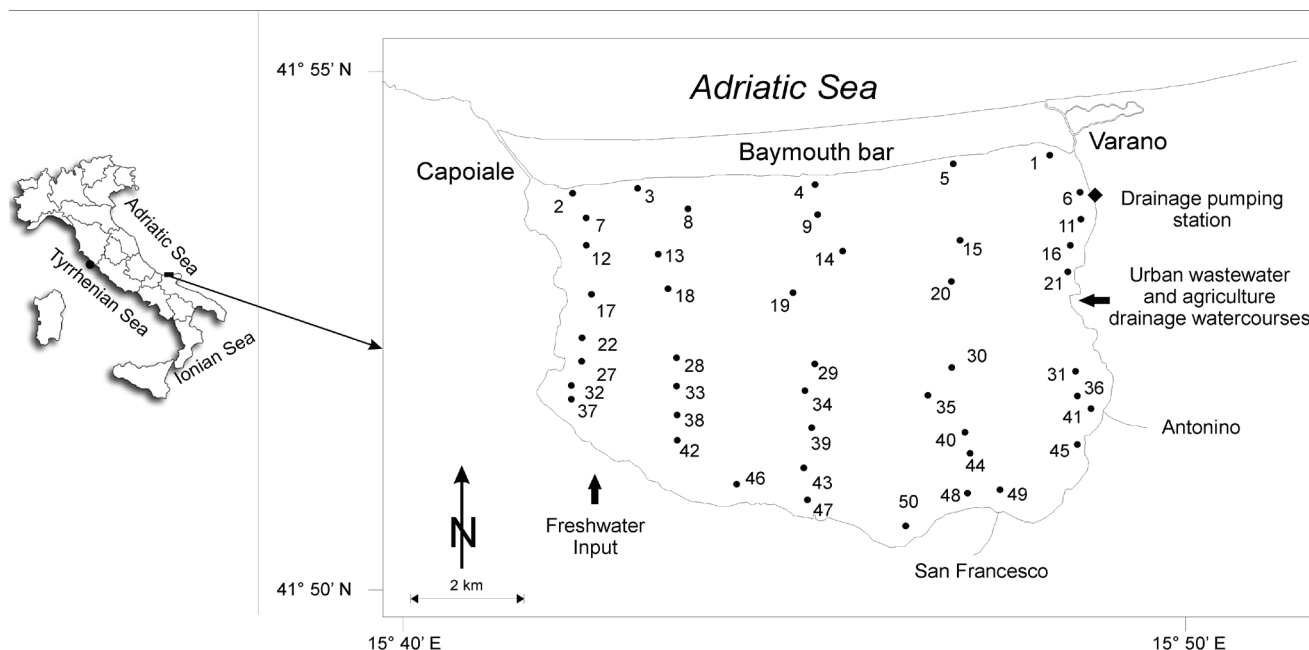 41° 55' N
Adriatic Sea
Varano
Baymouth bar
Capoiale
1
5
4
3
2
6
Drainage pumping
station
7
8
9
11
12
13
14
15
16
Urban wastewater
and agriculture
drainage watercourses
17
18
19
20
21
22
27
28
29
30
31
32
33
34
35
36
37
38
39
40
41
Antonino
42
43
44
45
46
47
48
49
50
N
Freshwater
Input
San Francesco
2 km
41° 50' N
15° 40' E
15° 50' E
Adriatic Sea
Tyrrhenian Sea
Ionian Sea